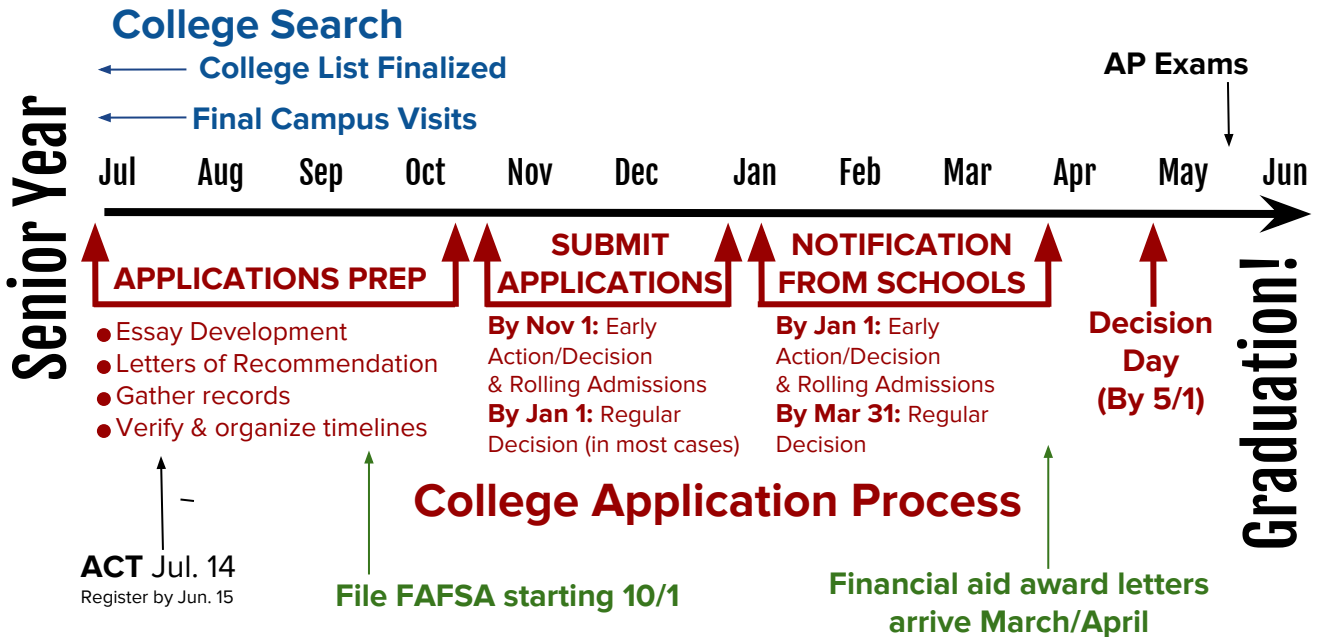 College Search
College List Finalized
Final Campus Visits
AP Exams
Senior Year
Jul Aug Sep Oct Nov Dec Jan Feb Mar Apr May Jun
APPLICATIONS PREP
● Essay Development
● Letters of Recommendation
● Gather records
● Verify & organize timelines
SUBMIT
APPLICATIONS
By Nov 1: Early
Action/Decision
& Rolling Admissions
By Jan 1: Regular
Decision (in most cases)
NOTIFICATION
FROM SCHOOLS
By Jan 1: Early
Action/Decision
& Rolling Admissions
By Mar 31: Regular
Decision
Decision
Day
(By 5/1)
Graduation!
College Application Process
ACT Jul. 14
Register by Jun. 15
File FAFSA starting 10/1
Financial aid award letters
arrive March/April